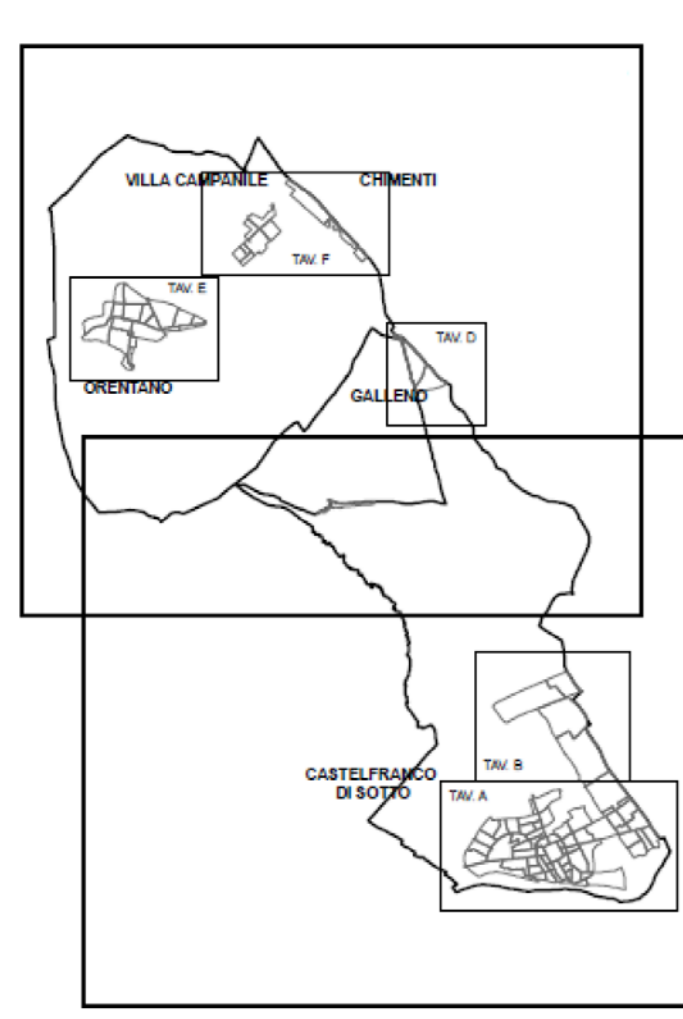 VILLA CAMPANILE
CHIMENTI
TAV. F
TAV. E
ORENTANO
TAV. D
GALLENO
TAV. B
CASTELFRANCO
DI SOTTO
TAV. A